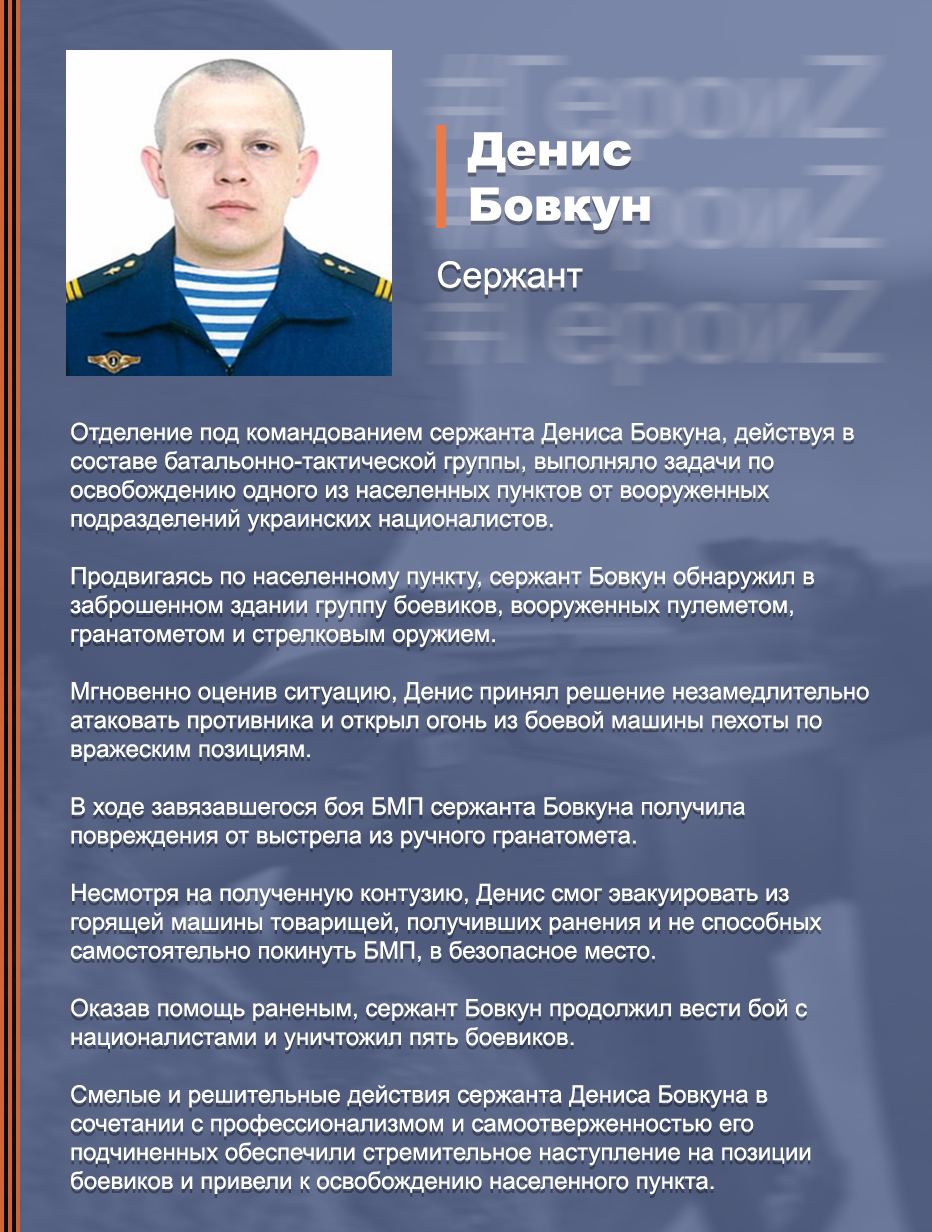 #ГероиZ
#ГероиZ
#ГероиZ
Денис
Бовкун
Сержант
Отделение под командованием сержанта Дениса Бовкуна, действуя в
составе батальонно-тактической группы, выполняло задачи по
освобождению одного из населенных пунктов от вооруженных
подразделений украинских националистов.
Продвигаясь по населенному пункту, сержант Бовкун обнаружил в
заброшенном здании группу боевиков, вооруженных пулеметом,
гранатометом и стрелковым оружием.
Мгновенно оценив ситуацию, Денис принял решение незамедлительно
атаковать противника и открыл огонь из боевой машины пехоты по
вражеским позициям.
В ходе завязавшегося боя БМП сержанта Бовкуна получила
повреждения от выстрела из ручного гранатомета.
Несмотря на полученную контузию, Денис смог эвакуировать из
горящей машины товарищей, получивших ранения и не способных
самостоятельно покинуть БМП, в безопасное место.
Оказав помощь раненым, сержант Бовкун продолжил вести бой с
националистами и уничтожил пять боевиков.
Смелые и решительные действия сержанта Дениса Бовкуна в
сочетании с профессионализмом и самоотверженностью его
подчиненных обеспечили стремительное наступление на позиции
боевиков и привели к освобождению населенного пункта.